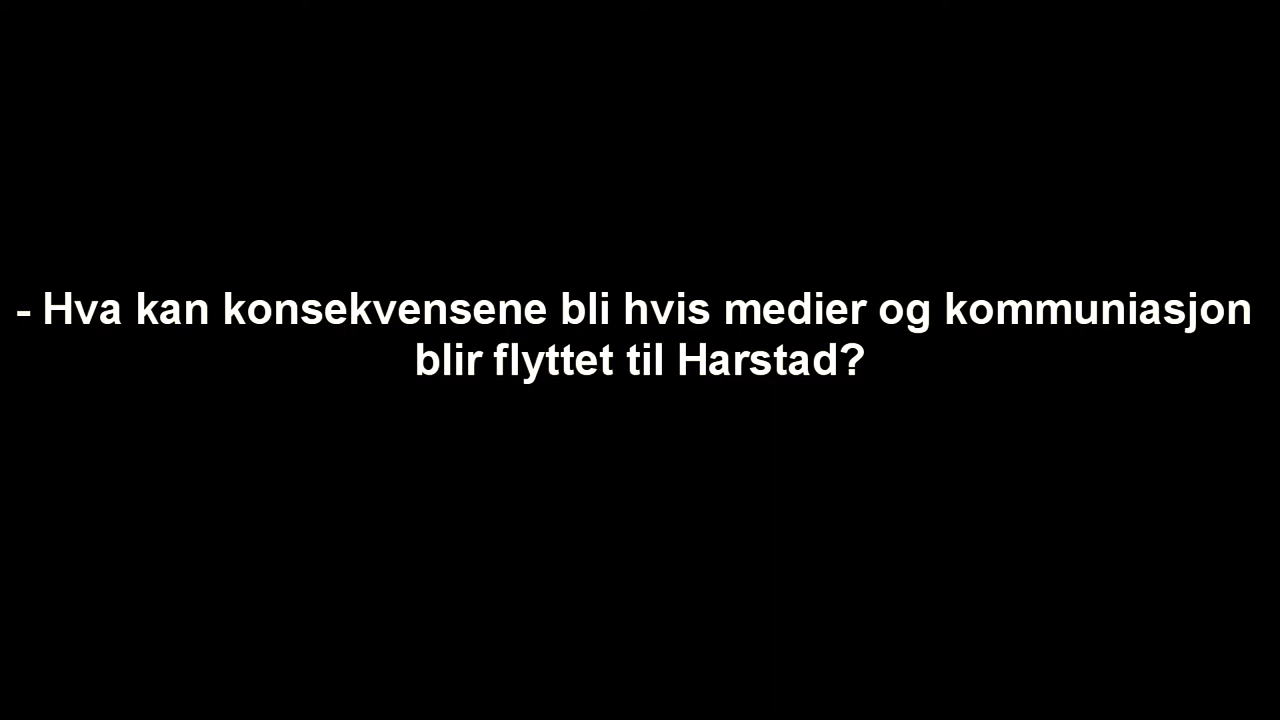 - Hva kan konsekvensene bli hvis medier og kommuniasjon
blir flyttet til Harstad?